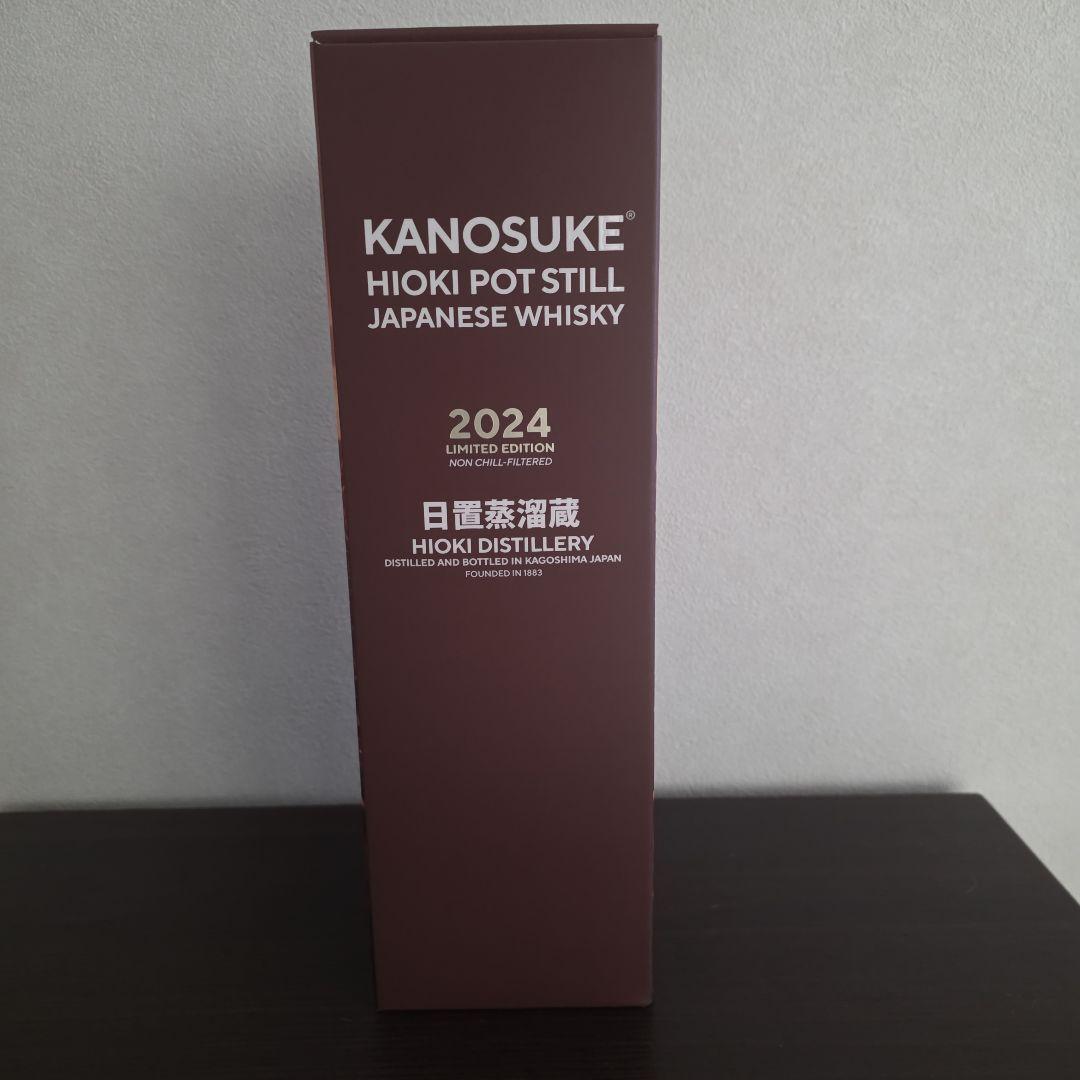 KANOSUKE®
HIOKI POT STILL
JAPANESE WHISKY
2024
LIMITED EDITION
NON CHILL-FILTERED
日置蒸溜蔵
HIOKI DISTILLERY
DISTILLED AND BOTTLED IN KAGOSHIMA JAPAN
FOUNDED IN 1883